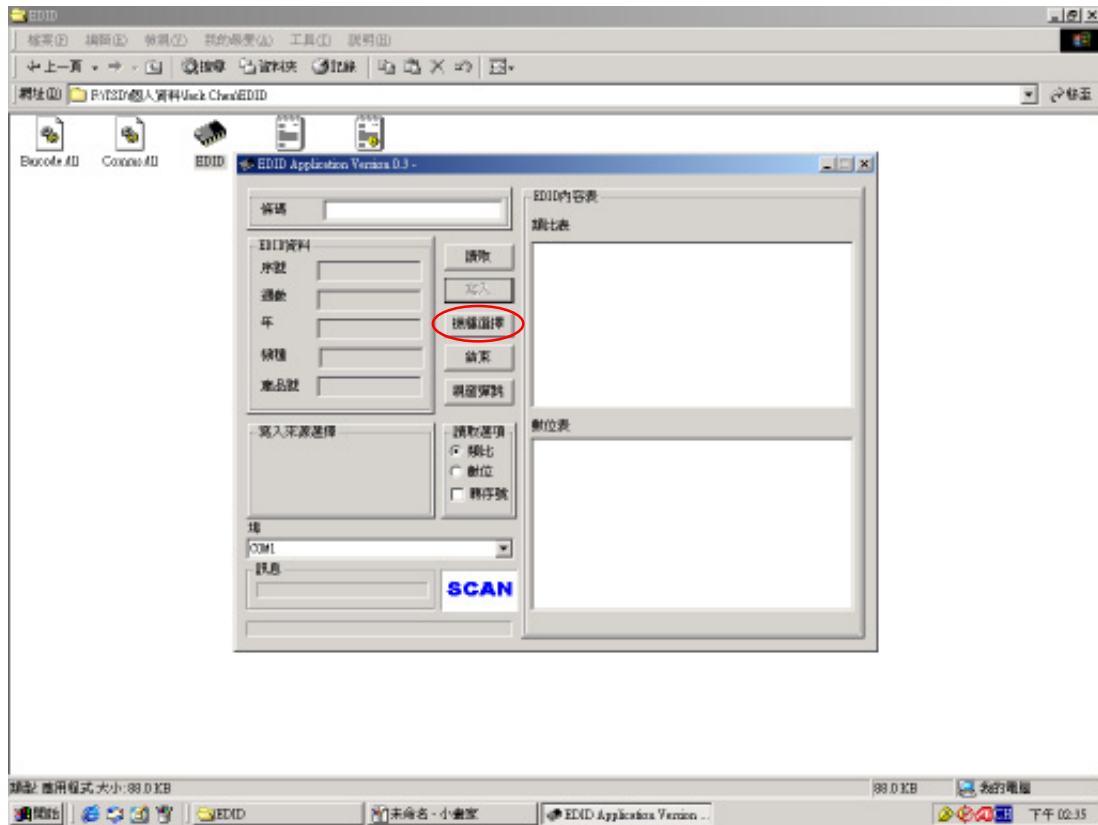 EDID
檔案(F) 編輯(E) 檢視(V) 我的最愛(A) 工具(T) 說明(H)
上一頁 搜尋 資料夾 記錄
網址(D) F:\TSD\個人資料\Jack Chen\EDID 移至
Barcode.dll Commo.dll EDID
EDID Application Version 0.3 -
條碼
EDID資料
序號
週數
年
機種
產品號
讀取
寫入
機種選擇
結束
寫入來源選擇
讀取選項
類比
數位
轉序號
埠
COM1
訊息
SCAN
EDID內容表
類比表
數位表
類型: 應用程式 大小: 88.0 KB 88.0 KB 我的電腦
開始 EDID 未命名 - 小畫家 EDID Application Version ... CH 下午 02:35